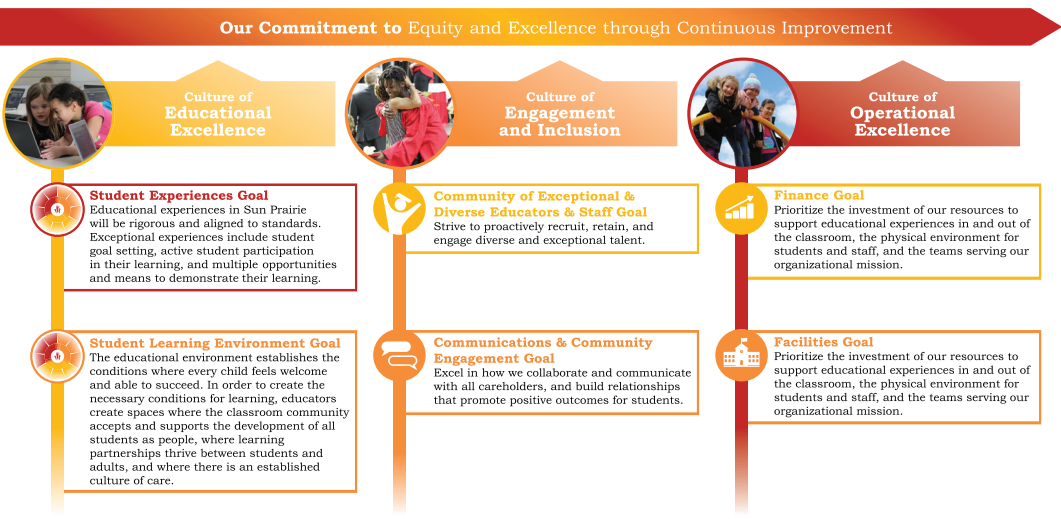 Our Commitment to Equity and Excellence through Continuous Improvement
Culture of
Educational
Excellence
Student Experiences Goal
Educational experiences in Sun Prairie
will be rigorous and aligned to standards.
Exceptional experiences include student
goal setting, active student participation
in their learning, and multiple opportunities
and means to demonstrate their learning.
Student Learning Environment Goal
The educational environment establishes the
conditions where every child feels welcome
and able to succeed. In order to create the
necessary conditions for learning, educators
create spaces where the classroom community
accepts and supports the development of all
students as people, where learning
partnerships thrive between students and
adults, and where there is an established
culture of care.
Culture of
Engagement
and Inclusion
Community of Exceptional &
Diverse Educators & Staff Goal
Strive to proactively recruit, retain, and
engage diverse and exceptional talent.
Communications & Community
Engagement Goal
Excel in how we collaborate and communicate
with all careholders, and build relationships
that promote positive outcomes for students.
Culture of
Operational
Excellence
Finance Goal
Prioritize the investment of our resources to
support educational experiences in and out of
the classroom, the physical environment for
students and staff, and the teams serving our
organizational mission.
Facilities Goal
Prioritize the investment of our resources to
support educational experiences in and out of
the classroom, the physical environment for
students and staff, and the teams serving our
organizational mission.